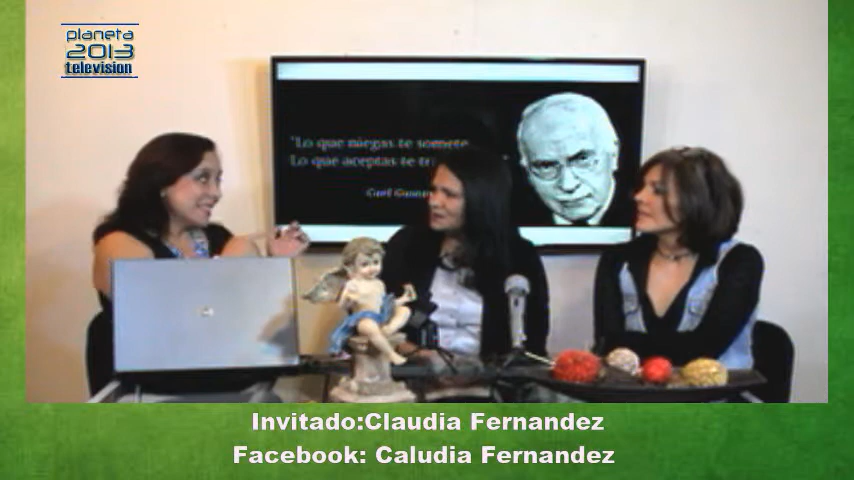 planeta
2013
television
"Lo que niegas te somete
Lo que aceptas te
Carl
Invitado:Claudia Fernandez
Facebook: Caludia Fernandez